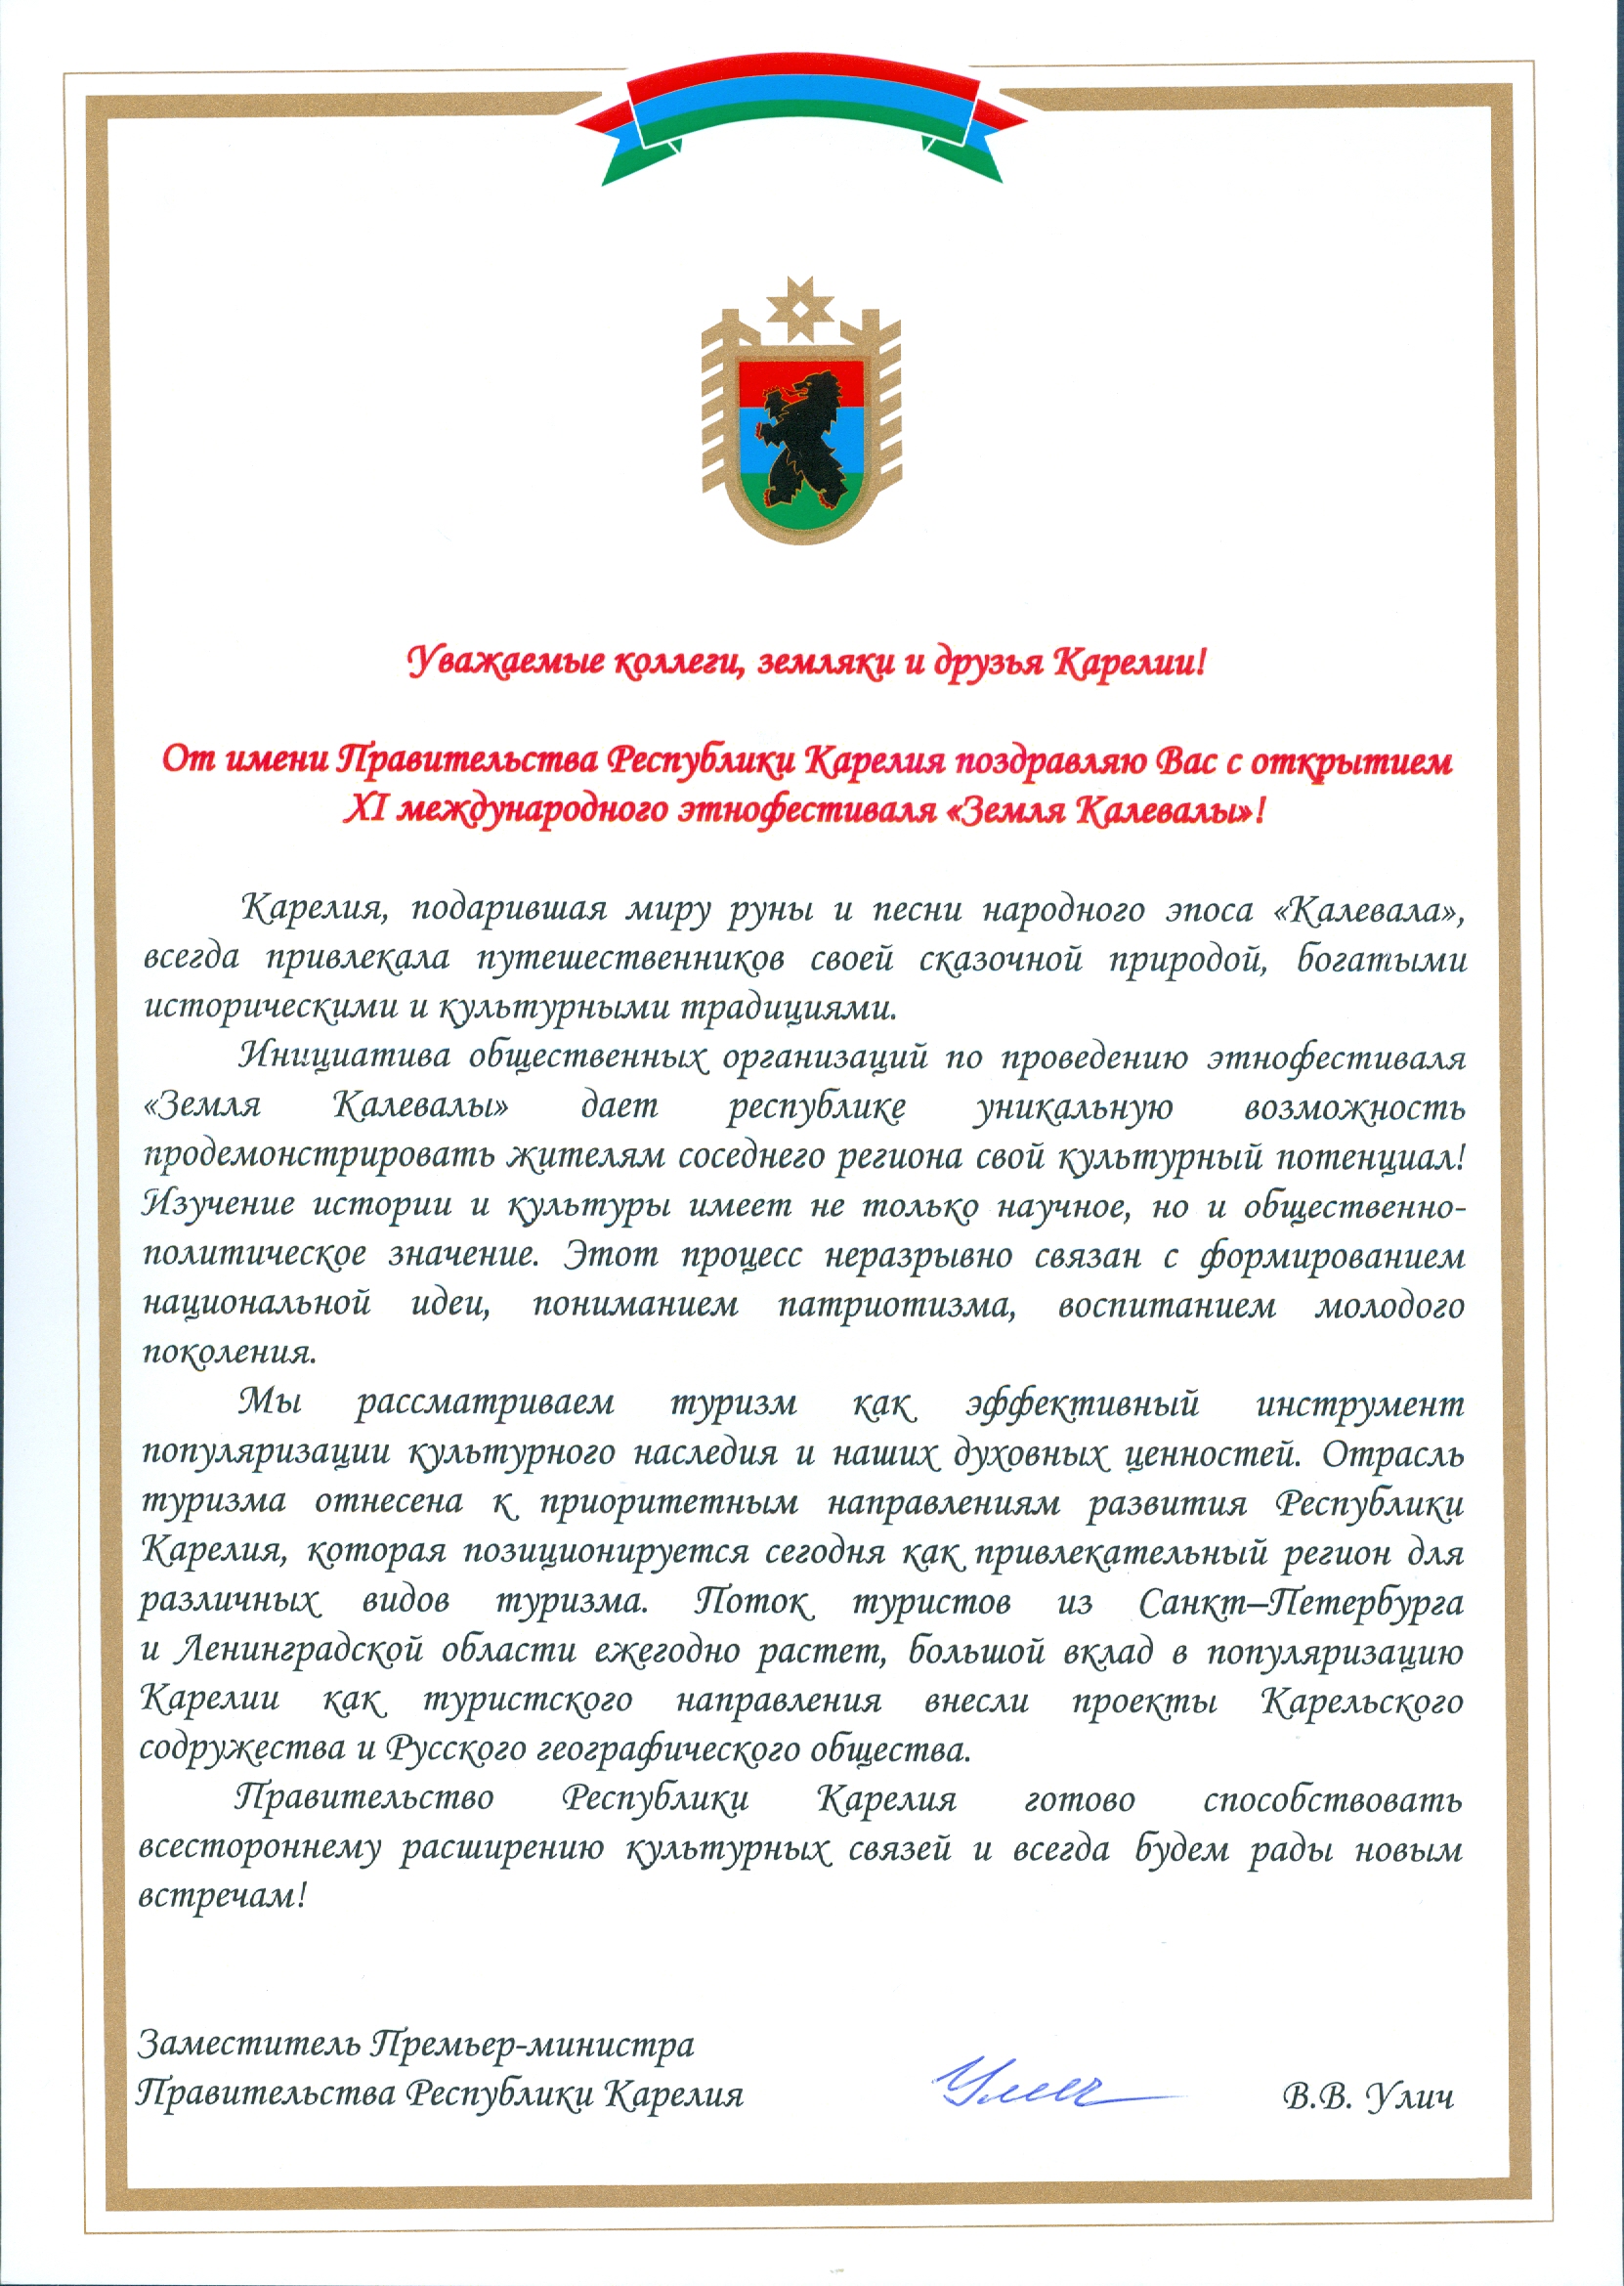 Уважаемые коллеги, земляки и друзья Карелии!
От имени Правительства Республики Карелия поздравляю Вас с открытием
XI международного этнофестиваля «Земля Калевалы»!
Карелия, подарившая миру руны и песни народного эпоса «Калевала»,
всегда привлекала путешественников своей сказочной природой, богатыми
историческими и культурными традициями.
Инициатива общественных организаций по проведению этнофестиваля
«Земля Калевалы» дает республике уникальную возможность
продемонстрировать жителям соседнего региона свой культурный потенциал!
Изучение истории и культуры имеет не только научное, но и общественно-
политическое значение. Этот процесс неразрывно связан с формированием
национальной идеи, пониманием патриотизма, воспитанием молодого
поколения.
Мы рассматриваем туризм как эффективный инструмент
популяризации культурного наследия и наших духовных ценностей. Отрасль
туризма отнесена к приоритетным направлениям развития Республики
Карелия, которая позиционируется сегодня как привлекательный регион для
различных видов туризма. Поток туристов из Санкт–Петербурга
и Ленинградской области ежегодно растет, большой вклад в популяризацию
Карелии как туристского направления внесли проекты Карельского
содружества и Русского географического общества.
Правительство Республики Карелия готово способствовать
всестороннему расширению культурных связей и всегда будем рады новым
встречам!
Заместитель Премьер-министра
Правительства Республики Карелия В.В. Улич